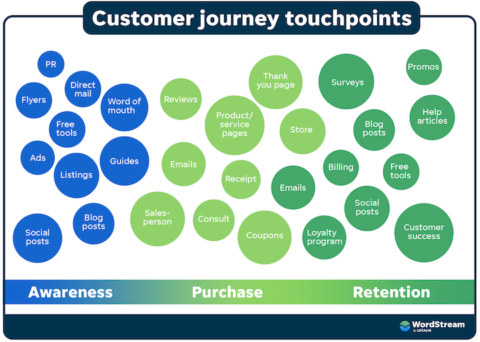 Customer journey touchpoints
PR
Direct
mail
Flyers
Word of
mouth
Free
tools
Ads
Guides
Listings
Social
posts
Blog
posts
Thank
you page
Reviews
Product/
service
pages
Store
Emails
Receipt
Sales-
person
Consult
Coupons
Surveys
Promos
Blog
posts
Help
articles
Billing
Free
tools
Emails
Social
posts
Loyalty
program
Customer
success
Awareness
Purchase
Retention
WordStream
by LOCALiQ